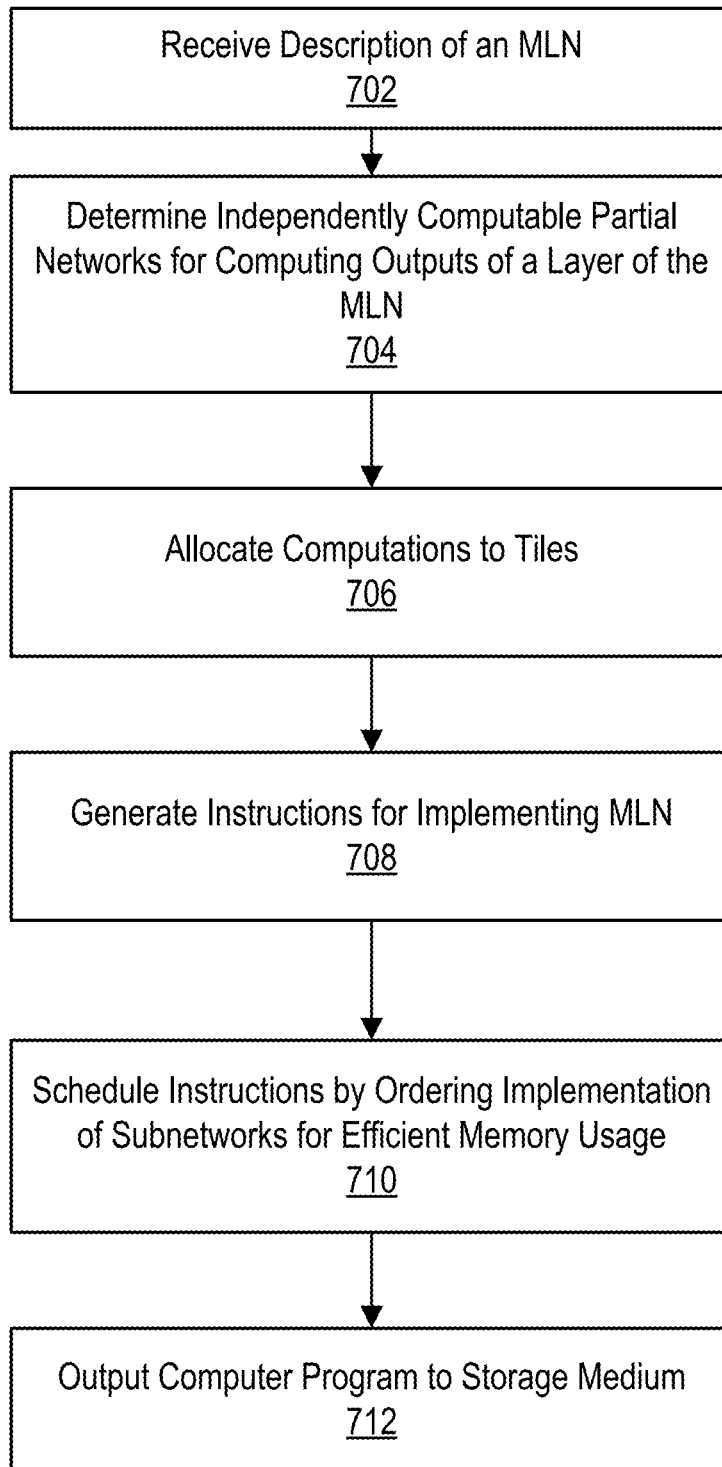 Receive Description of an MLN
702
Determine Independently Computable Partial
Networks for Computing Outputs of a Layer of the
MLN
704
Allocate Computations to Tiles
706
Generate Instructions for Implementing MLN
708
Schedule Instructions by Ordering Implementation
of Subnetworks for Efficient Memory Usage
710
Output Computer Program to Storage Medium
712